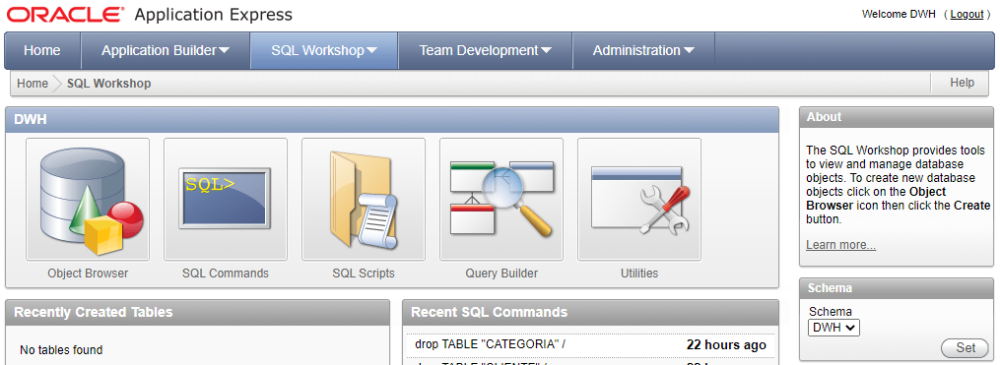 ORACLE Application Express
Welcome DWH ( Logout )
Home Application Builder SQL Workshop Team Development Administration
Home SQL Workshop Help
DWH
SQL>
Object Browser SQL Commands SQL Scripts Query Builder Utilities
About
The SQL Workshop provides tools
to view and manage database
objects. To create new database
objects click on the Object
Browser icon then click the Create
button.
Learn more...
Schema
Schema
DWH
Set
Recently Created Tables
No tables found
Recent SQL Commands
drop TABLE "CATEGORIA" / 22 hours ago